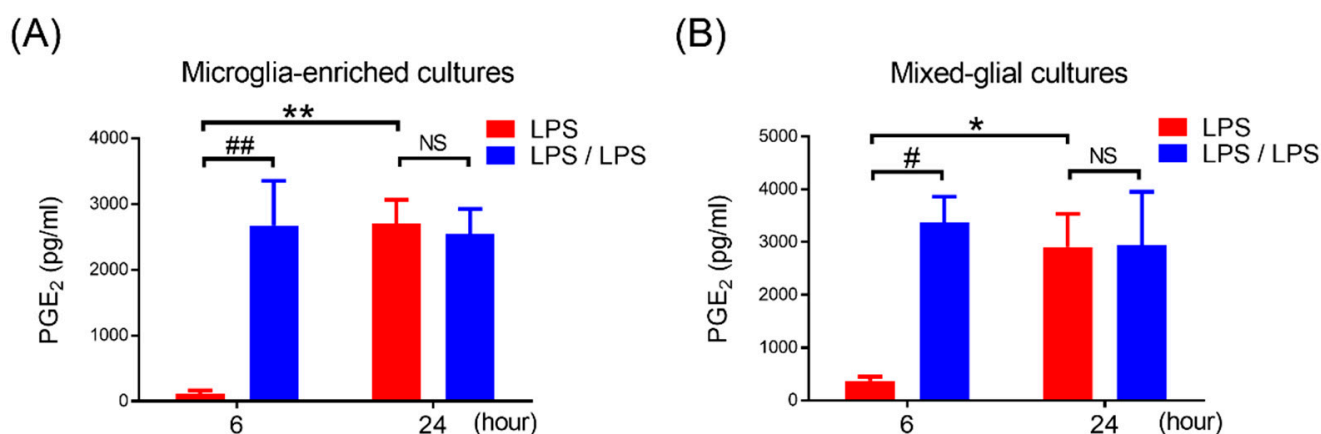 (A)
Microglia-enriched cultures
PGE2 (pg/ml)
4000
3000
2000
1000
0
**
##
NS
LPS
LPS / LPS
6
24
(hour)
(B)
Mixed-glial cultures
PGE2 (pg/ml)
5000
4000
3000
2000
1000
0
*
#
NS
LPS
LPS / LPS
6
24
(hour)